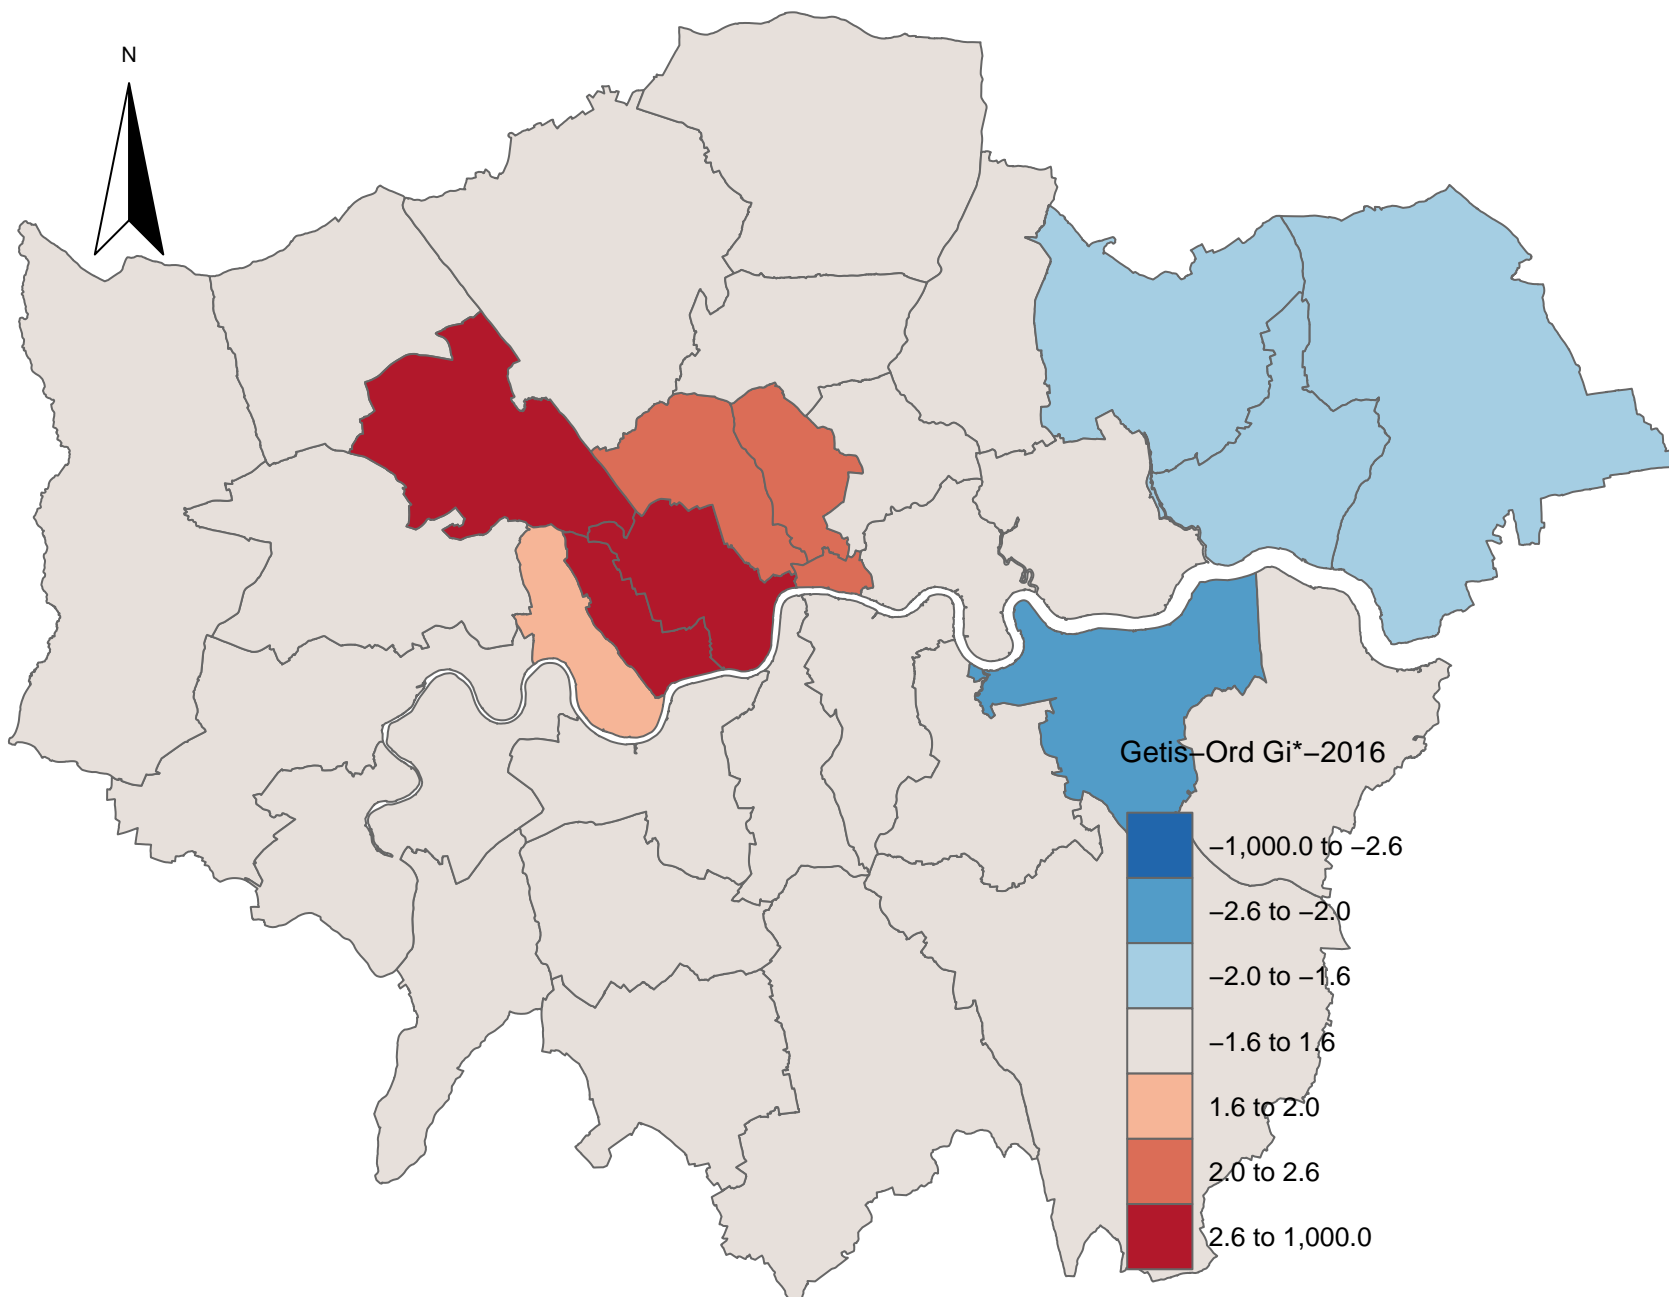 N
Getis–Ord Gi*–2016
−1,000.0 to −2.6
−2.6 to −2.0
−2.0 to −1.6
−1.6 to 1.6
1.6 to 2.0
2.0 to 2.6
2.6 to 1,000.0